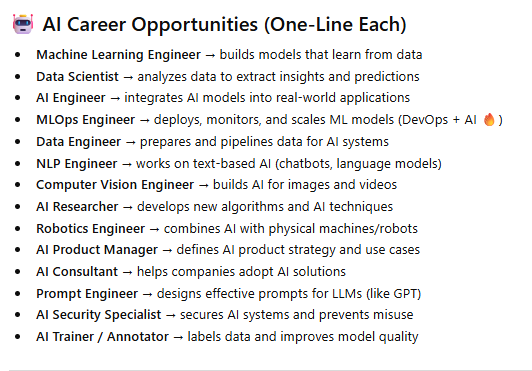 🤖 AI Career Opportunities (One-Line Each)
• Machine Learning Engineer → builds models that learn from data
• Data Scientist → analyzes data to extract insights and predictions
• AI Engineer → integrates AI models into real-world applications
• MLOps Engineer → deploys, monitors, and scales ML models (DevOps + AI 🔥)
• Data Engineer → prepares and pipelines data for AI systems
• NLP Engineer → works on text-based AI (chatbots, language models)
• Computer Vision Engineer → builds AI for images and videos
• AI Researcher → develops new algorithms and AI techniques
• Robotics Engineer → combines AI with physical machines/robots
• AI Product Manager → defines AI product strategy and use cases
• AI Consultant → helps companies adopt AI solutions
• Prompt Engineer → designs effective prompts for LLMs (like GPT)
• AI Security Specialist → secures AI systems and prevents misuse
• AI Trainer / Annotator → labels data and improves model quality